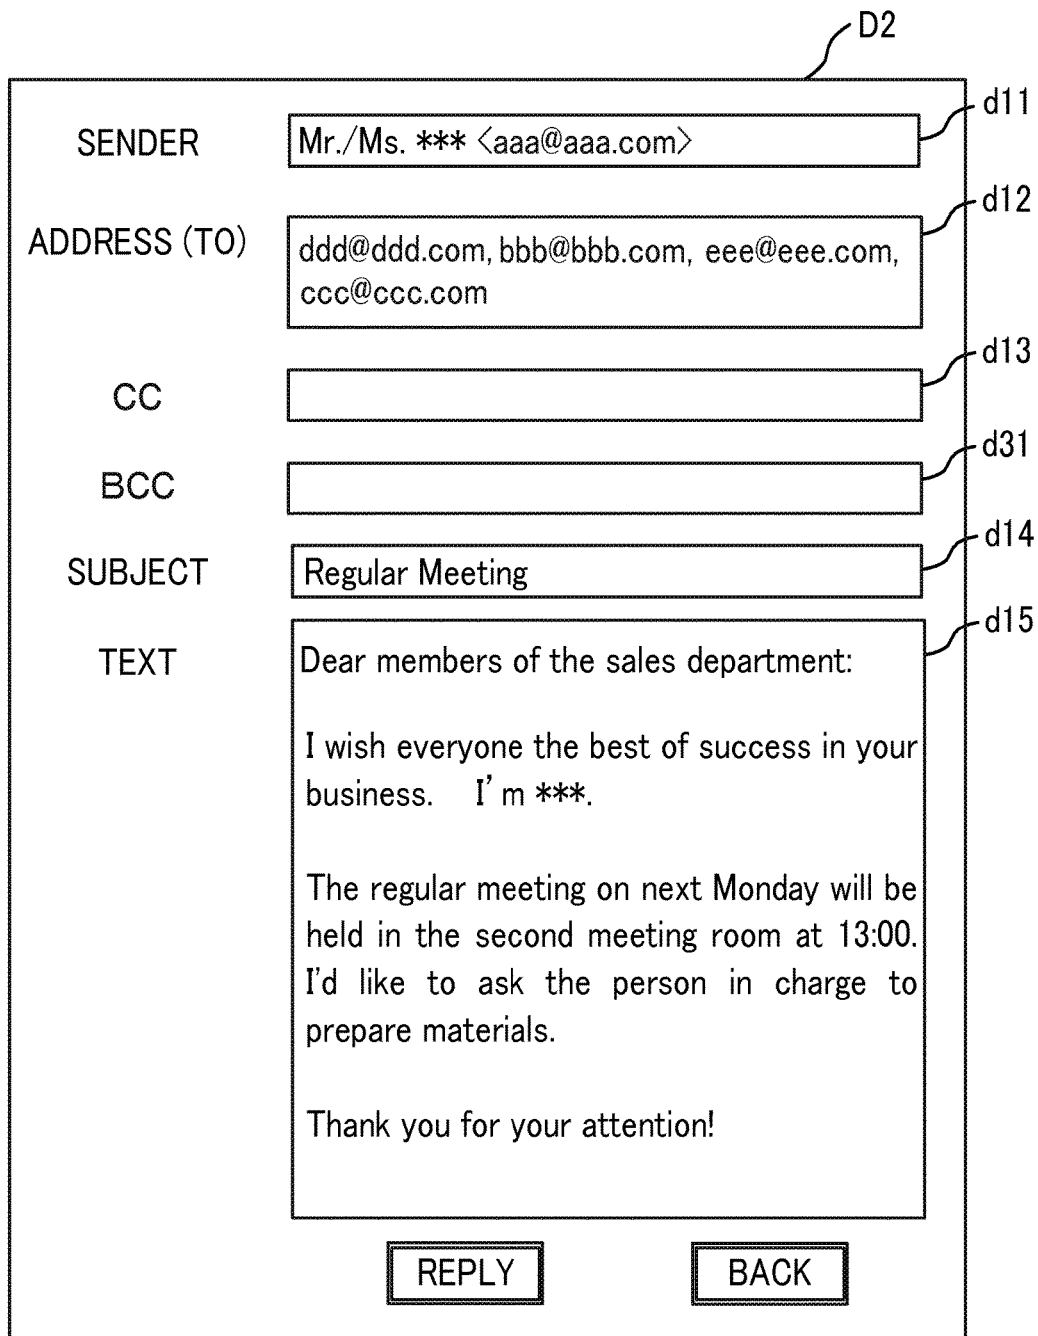 D2
SENDER
Mr./Ms. *** <aaa@aaa.com>
d11
ADDRESS (TO)
ddd@ddd.com, bbb@bbb.com, eee@eee.com,
ccc@ccc.com
d12
CC
d13
BCC
d31
SUBJECT
Regular Meeting
d14
TEXT
d15
Dear members of the sales department:
I wish everyone the best of success in your
business. I'm ***.
The regular meeting on next Monday will be
held in the second meeting room at 13:00.
I'd like to ask the person in charge to
prepare materials.
Thank you for your attention!
REPLY
BACK